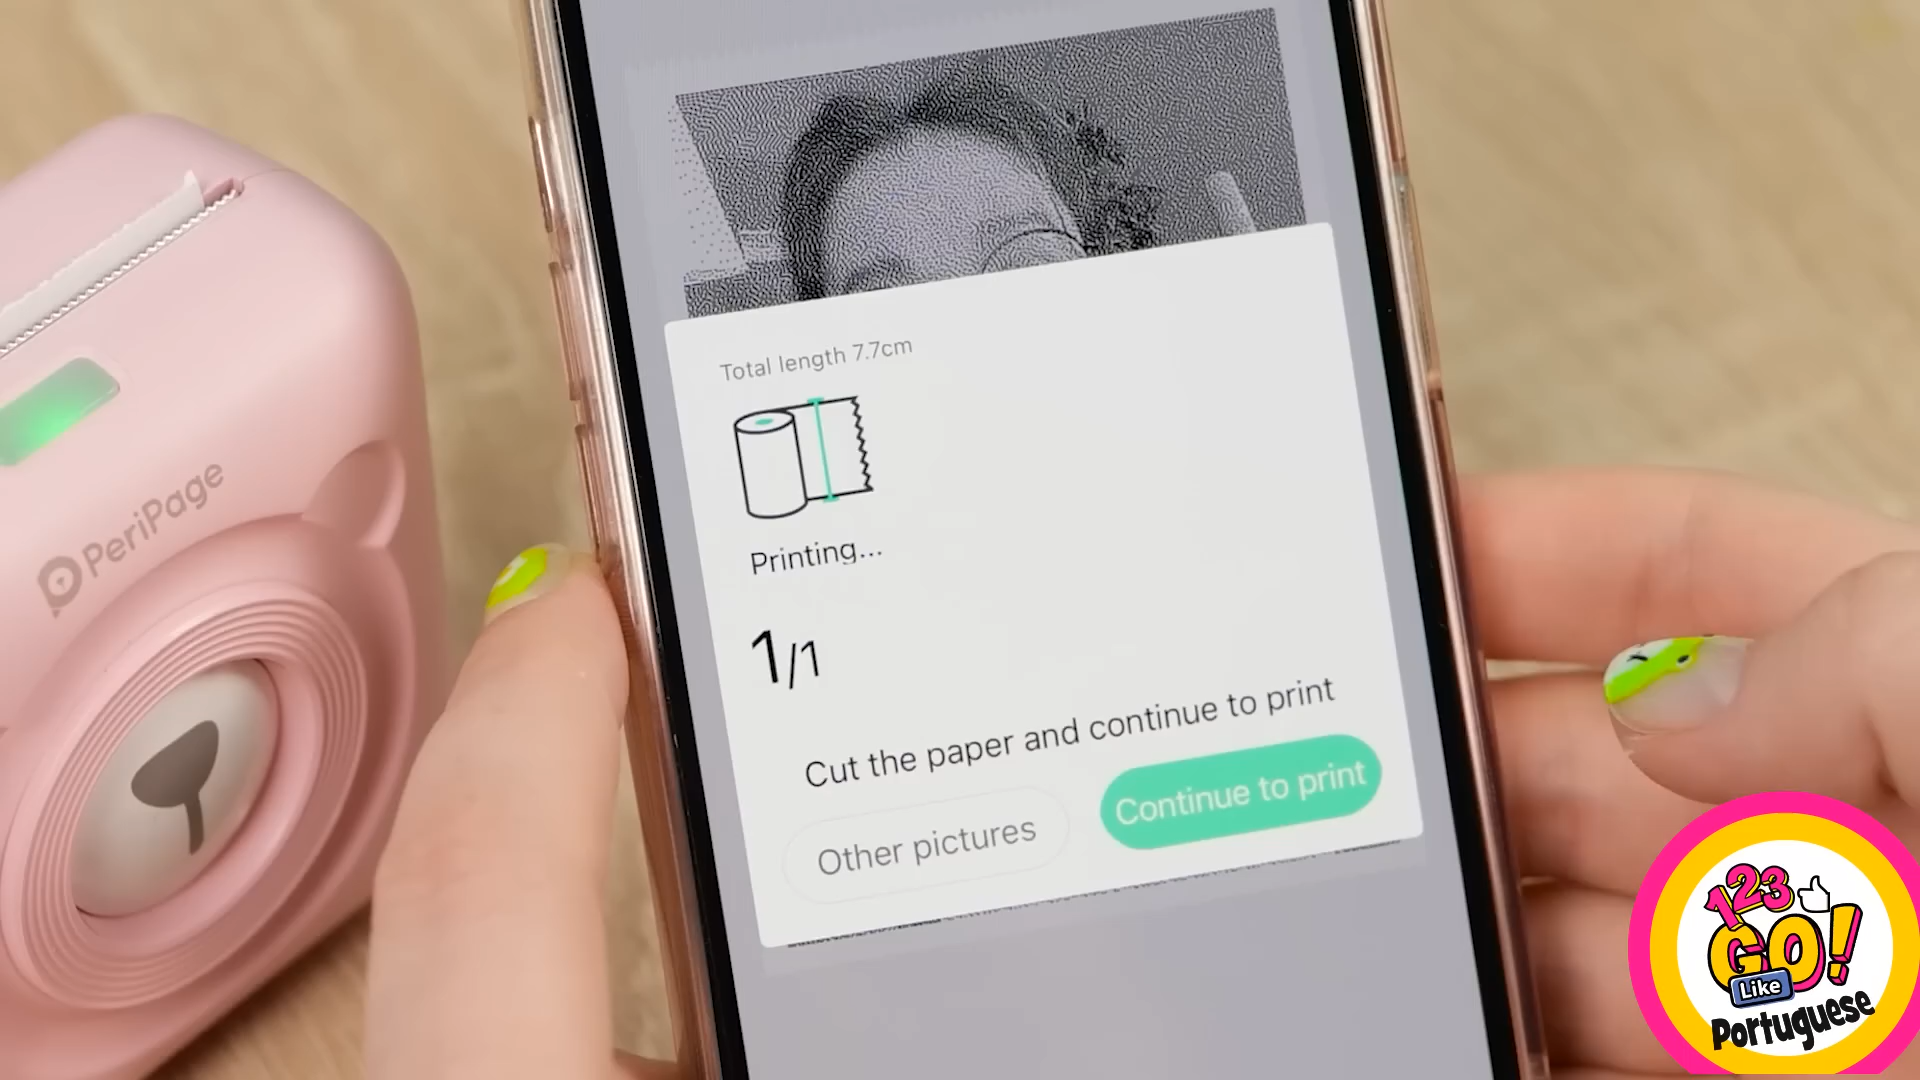 PeriPage
Total length 7.7cm
Printing...
1/1
Cut the paper and continue to print
Other pictures
Continue to print
123
GO!
Like
Portuguese